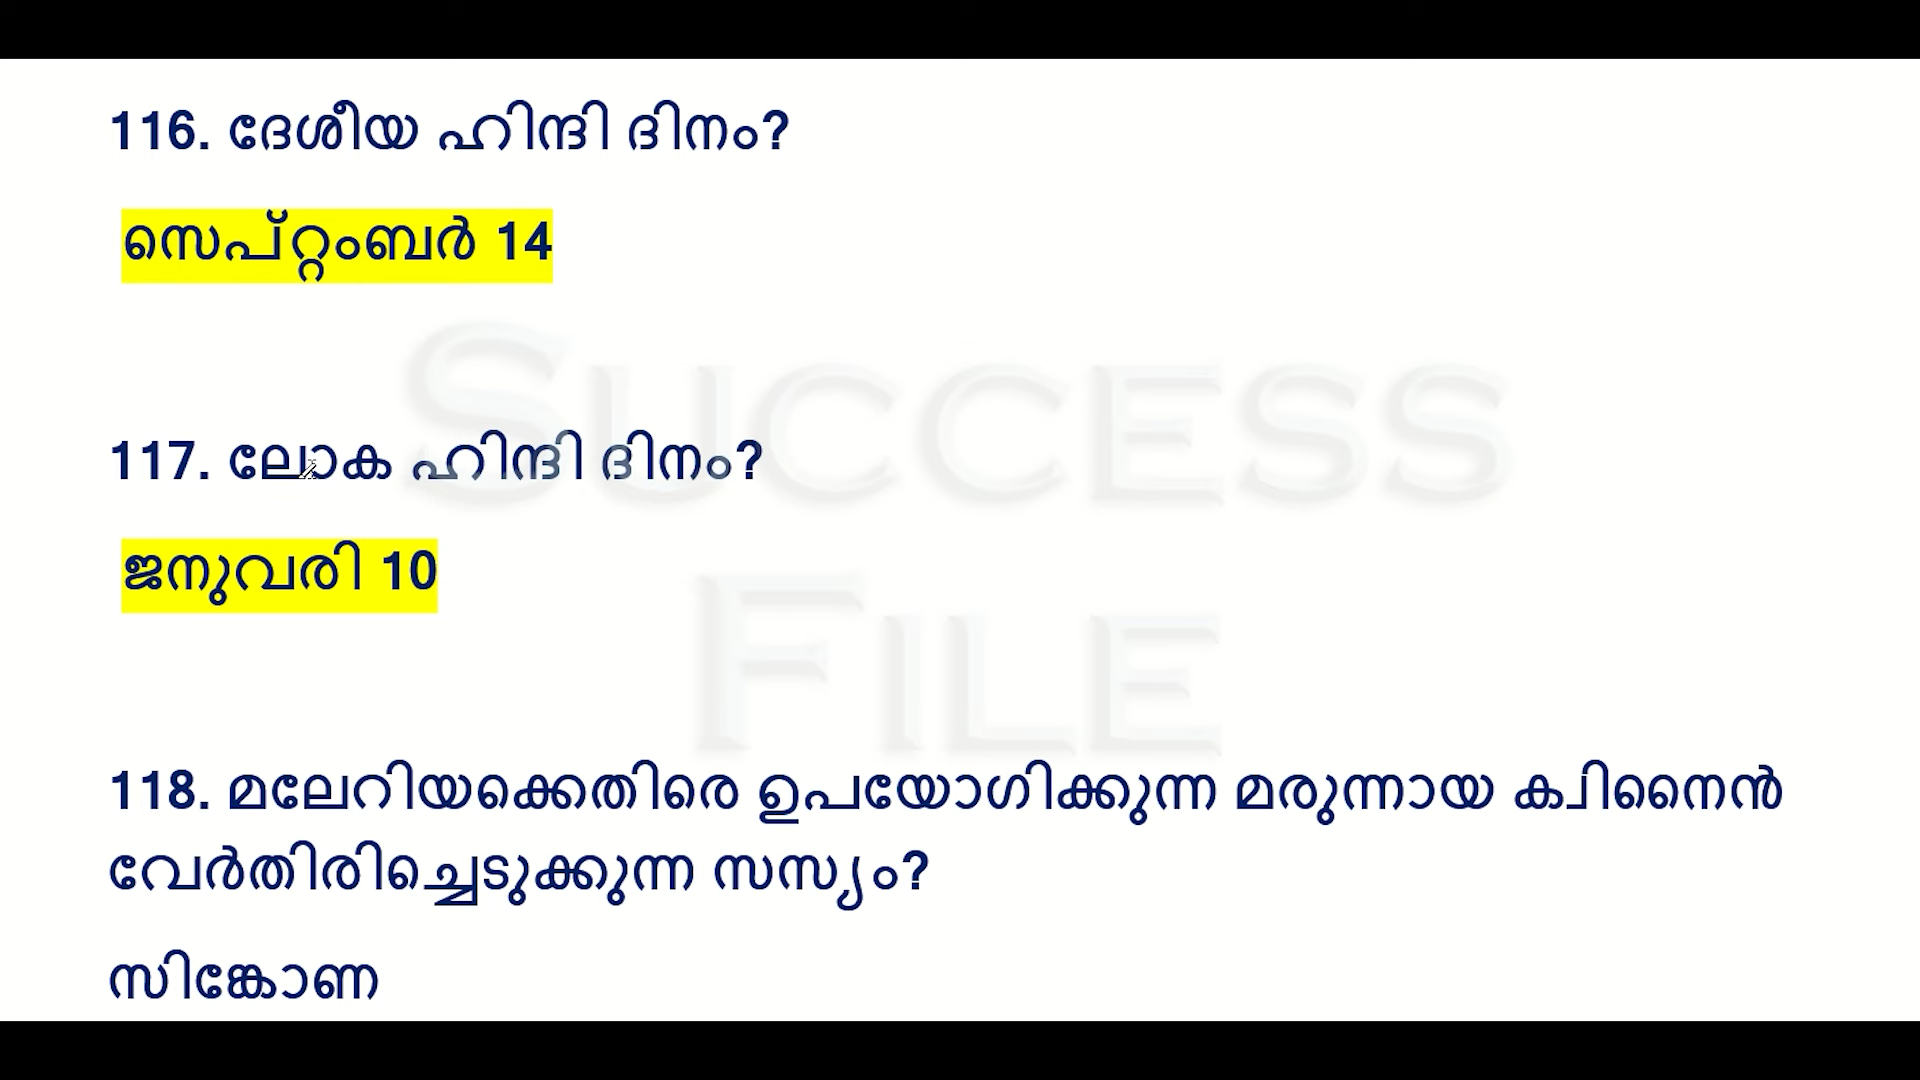 116. ദേശീയ ഹിന്ദി ദിനം?
സെപ്റ്റംബർ 14
117. ലോക ഹിന്ദി ദിനം?
ജനുവരി 10
SUCCESS
FILE
118. മലേറിയക്കെതിരെ ഉപയോഗിക്കുന്ന മരുന്നായ ക്വിനൈൻ
വേർതിരിച്ചെടുക്കുന്ന സസ്യം?
സിങ്കോണ